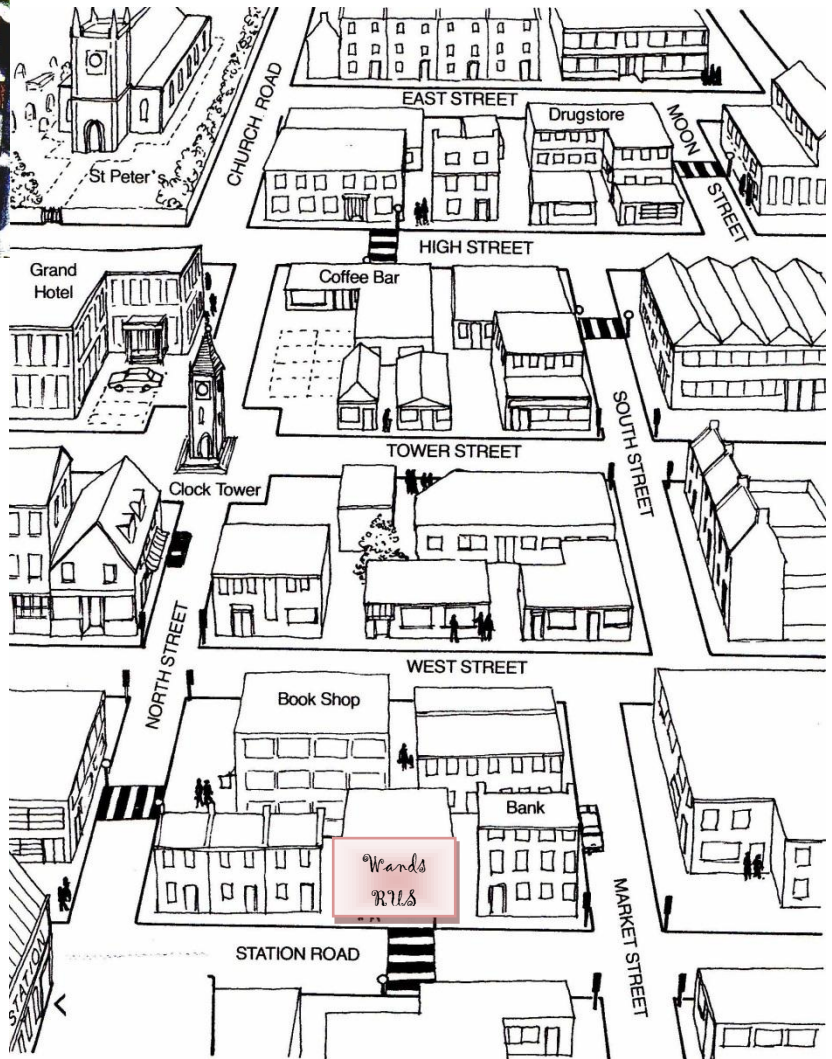 EAST STREET
CHURCH ROAD
Drugstore
MOON STREET
St Peter's
HIGH STREET
Grand
Hotel
Coffee Bar
SOUTH STREET
TOWER STREET
Clock Tower
NORTH STREET
WEST STREET
Book Shop
Bank
Wands
RUS
MARKET STREET
STATION ROAD
STATION